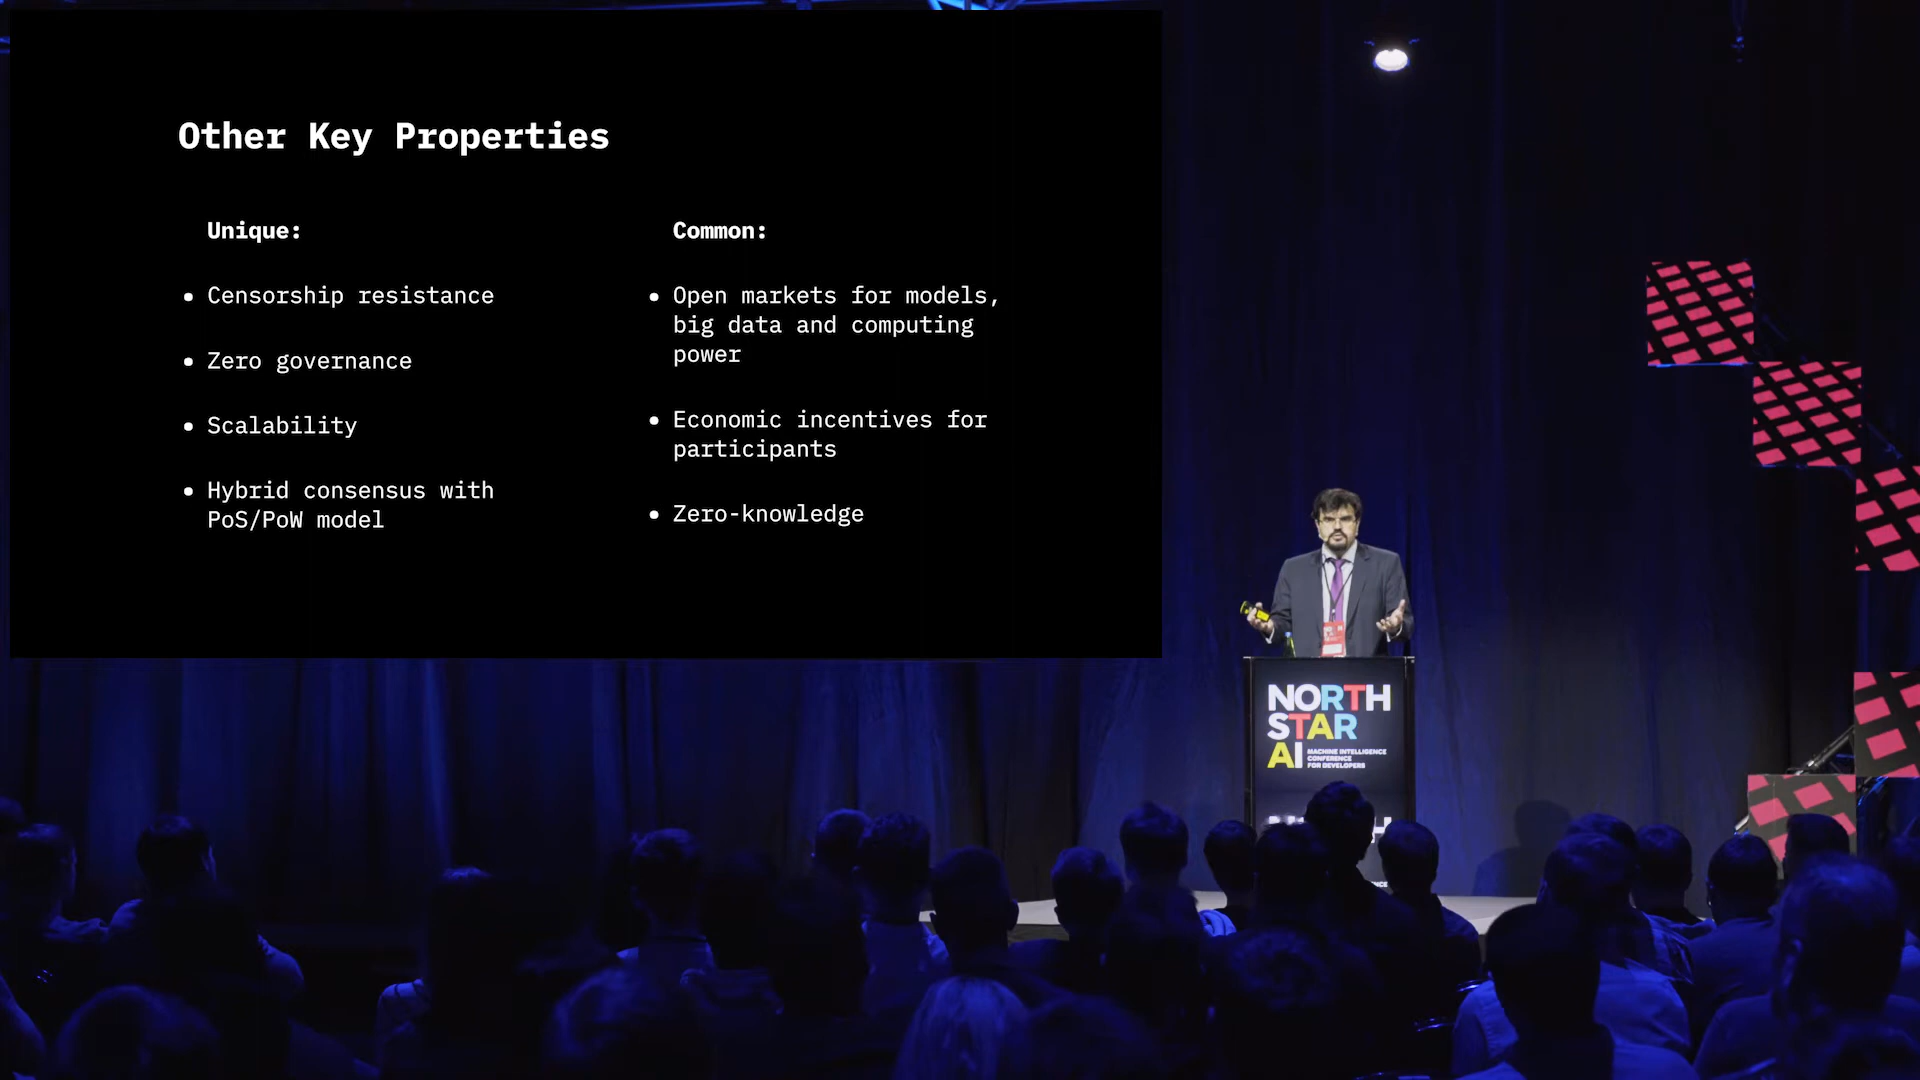 Other Key Properties
Unique:
• Censorship resistance
• Zero governance
• Scalability
• Hybrid consensus with
PoS/PoW model
Common:
• Open markets for models,
big data and computing
power
• Economic incentives for
participants
• Zero-knowledge
NORTH
STAR
AI
MACHINE INTELLIGENCE
CONFERENCE
FOR DEVELOPERS